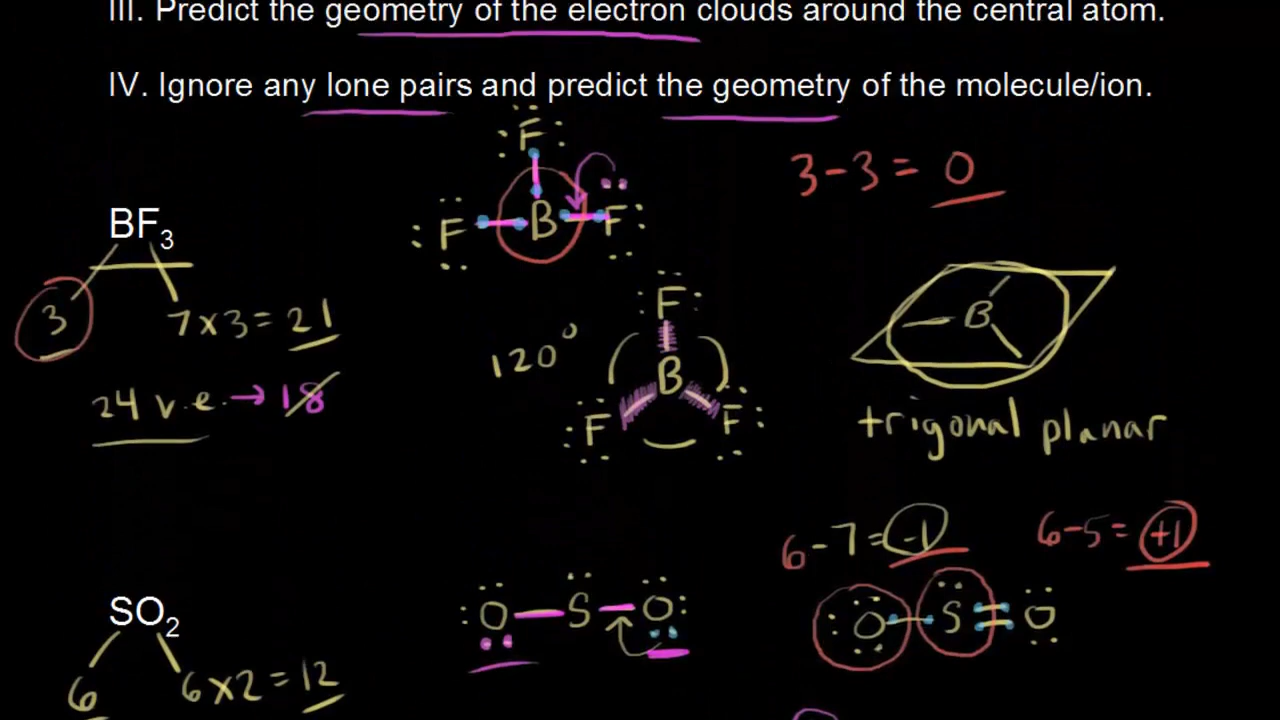 III. Predict the geometry of the electron clouds around the central atom.
IV. Ignore any lone pairs and predict the geometry of the molecule/ion.
F
3-3=0
BF3
F B F
B
3
7x3=21
F
120°
B
24 v.e. → 18
F F
trigonal planar
6-7=-1
6-5=+1
SO2
O S O
O S O
6
6x2=12